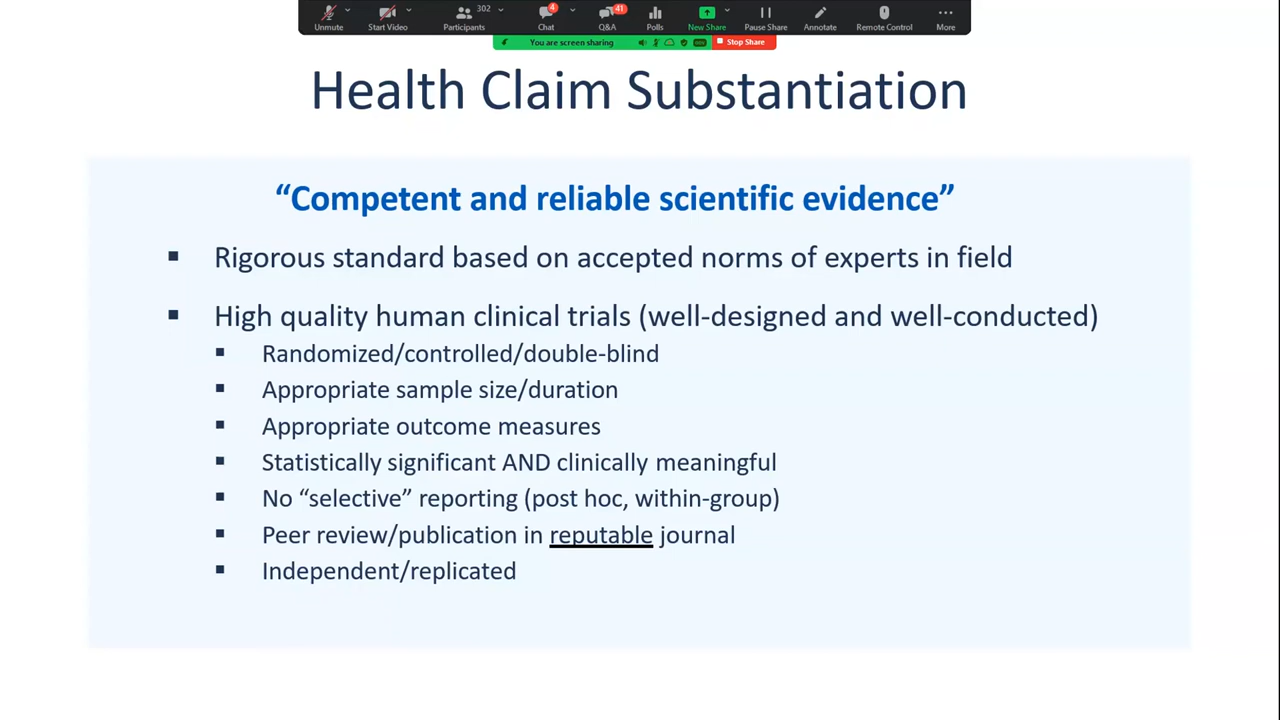 302
4
41
Unmute
Start Video
Participants
Chat
Q&A
Polls
New Share
Pause Share
Annotate
Remote Control
More
You are screen sharing
Stop Share
Health Claim Substantiation
“Competent and reliable scientific evidence”
▪ Rigorous standard based on accepted norms of experts in field
▪ High quality human clinical trials (well-designed and well-conducted)
▪ Randomized/controlled/double-blind
▪ Appropriate sample size/duration
▪ Appropriate outcome measures
▪ Statistically significant AND clinically meaningful
▪ No “selective” reporting (post hoc, within-group)
▪ Peer review/publication in reputable journal
▪ Independent/replicated